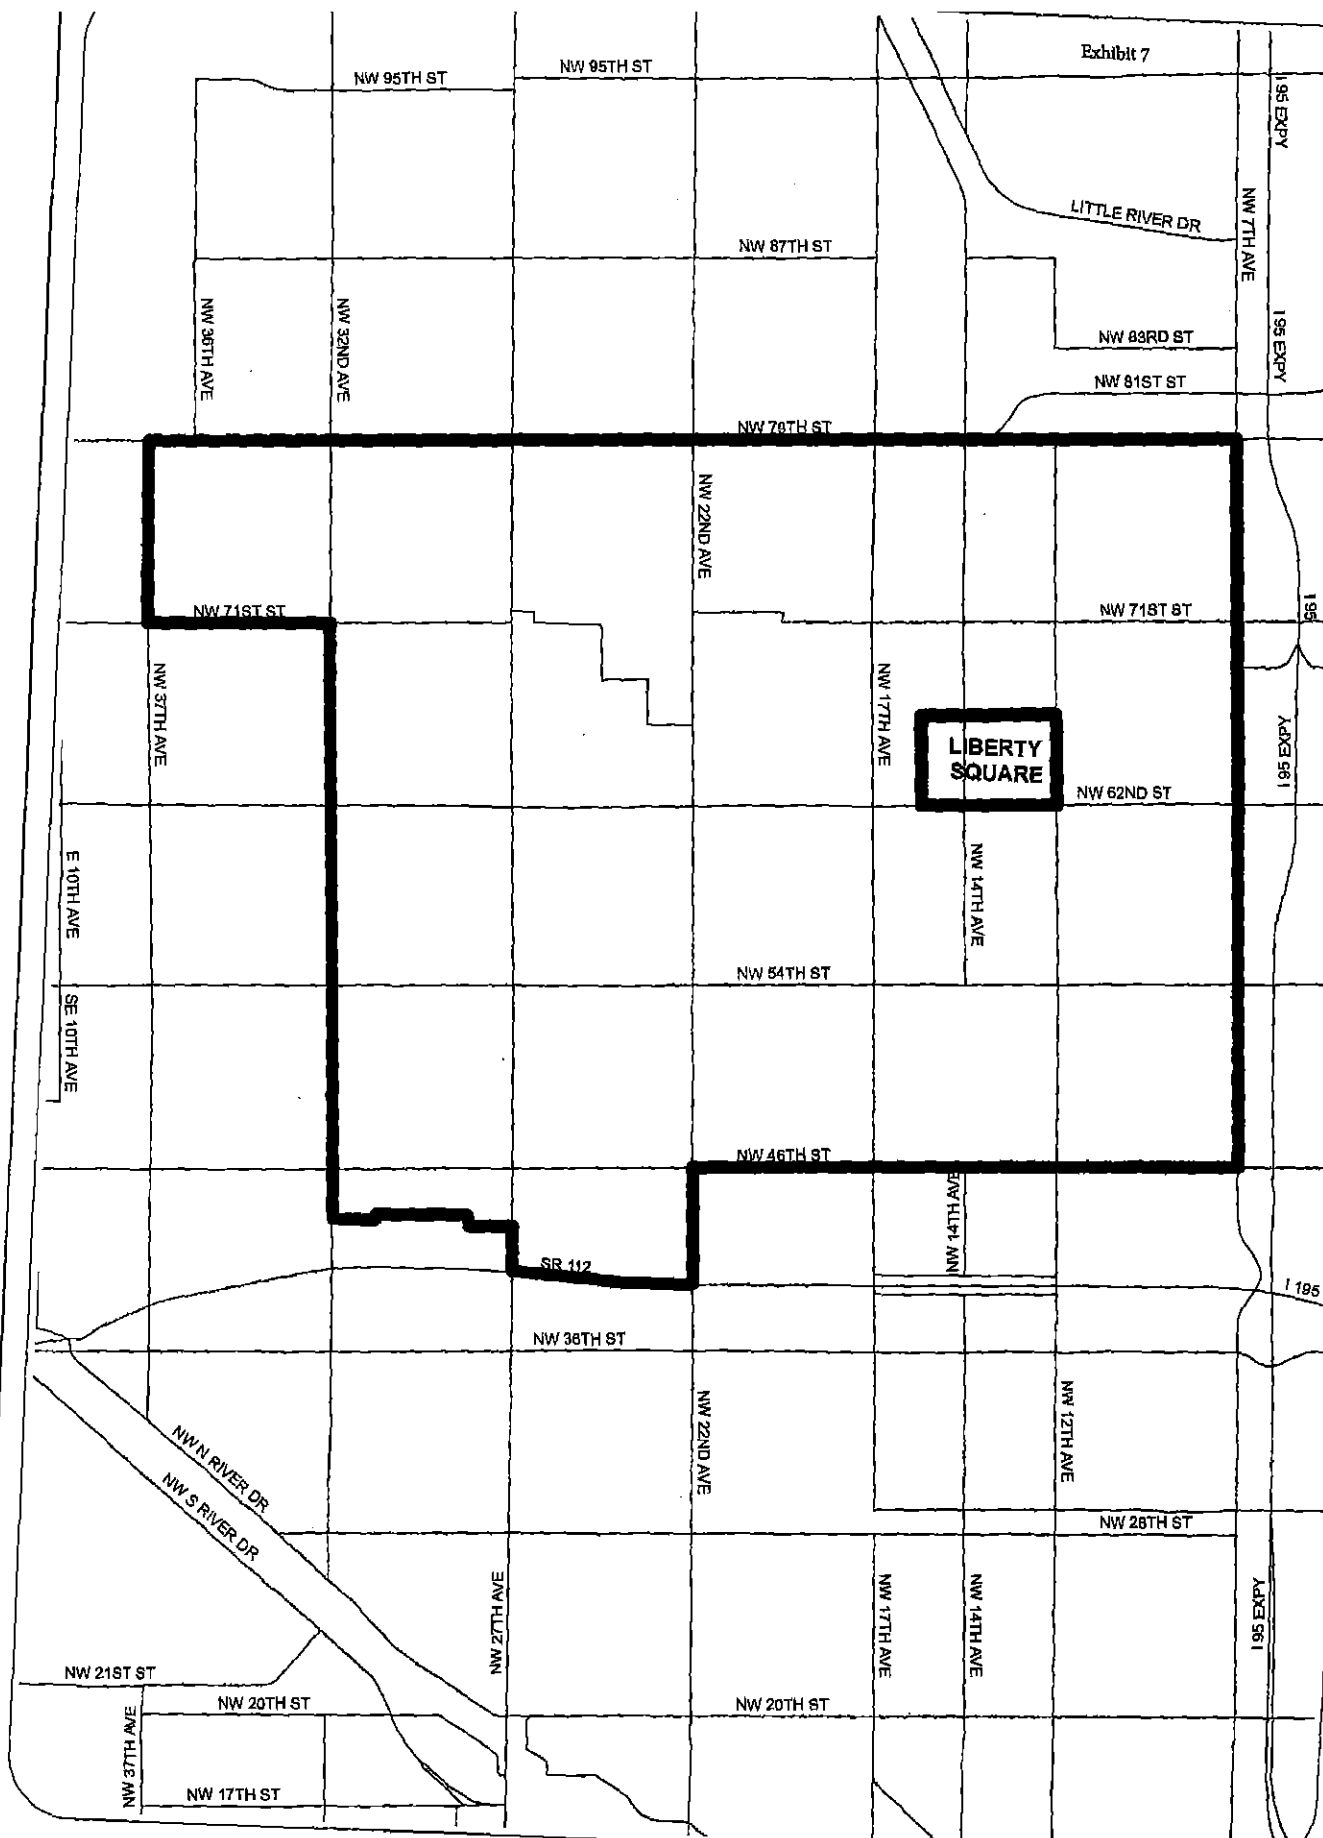 Exhibit 7
NW 95TH ST
NW 95TH ST
I 95 EXPY
LITTLE RIVER DR
NW 7TH AVE
NW 87TH ST
NW 36TH AVE
NW 32ND AVE
I 95 EXPY
NW 83RD ST
NW 81ST ST
NW 79TH ST
NW 22ND AVE
NW 71ST ST
NW 71ST ST
I 95
NW 37TH AVE
NW 17TH AVE
LIBERTY
SQUARE
I 95 EXPY
NW 62ND ST
E 10TH AVE
NW 14TH AVE
NW 54TH ST
SE 10TH AVE
NW 46TH ST
NW 14TH AVE
SR 112
I 195
NW 36TH ST
NW 22ND AVE
NW 12TH AVE
NW N RIVER DR
NW S RIVER DR
NW 28TH ST
NW 27TH AVE
NW 17TH AVE
NW 14TH AVE
I 95 EXPY
NW 21ST ST
NW 20TH ST
NW 20TH ST
NW 37TH AVE
NW 17TH ST